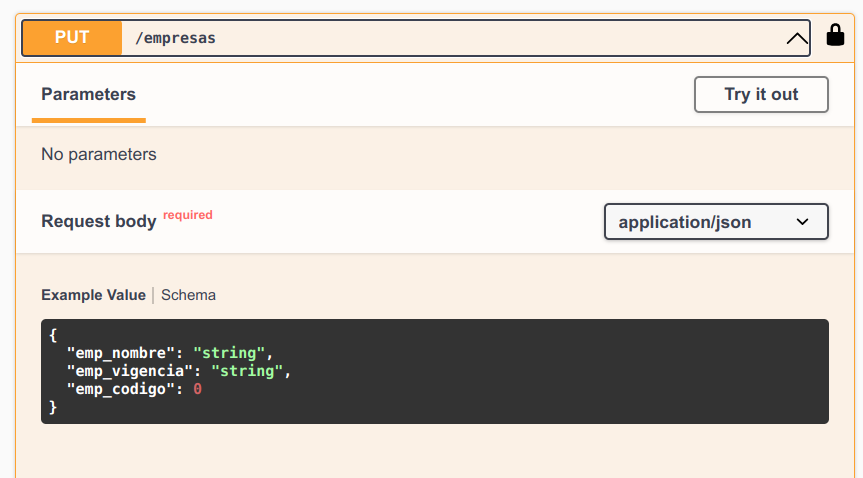 PUT /empresas
Parameters
Try it out
No parameters
Request body required
application/json
Example Value | Schema
{
  "emp_nombre": "string",
  "emp_vigencia": "string",
  "emp_codigo": 0
}